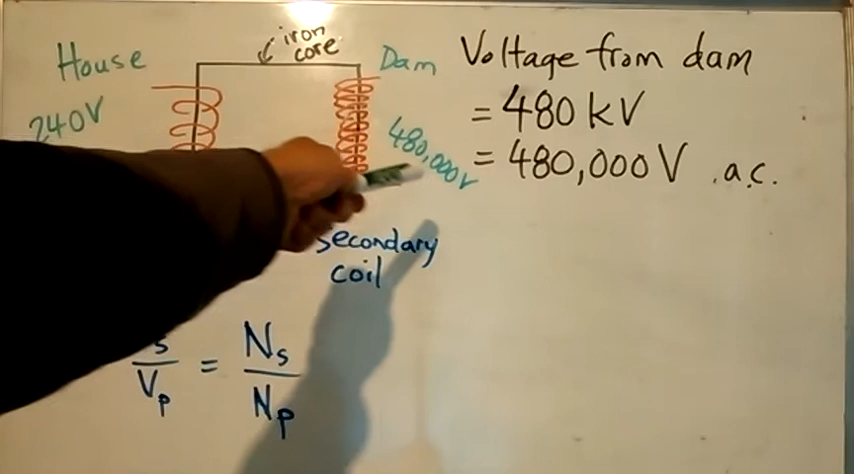 House
240V
iron
core
Dam
480,000V
Voltage from dam
= 480 kV
= 480,000 V a.c.
secondary
coil
s
Vp = Ns
Np